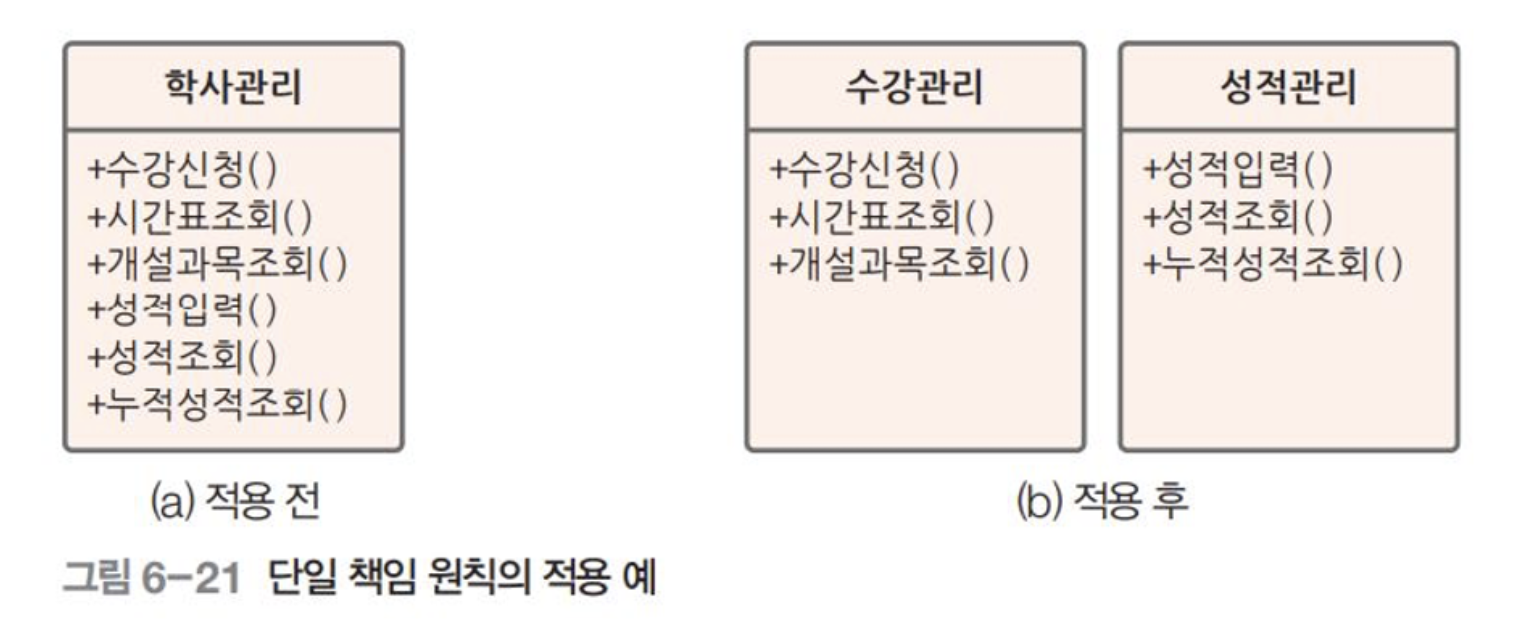 학사관리
+수강신청()
+시간표조회()
+개설과목조회()
+성적입력()
+성적조회()
+누적성적조회()
(a) 적용 전
수강관리
+수강신청()
+시간표조회()
+개설과목조회()
성적관리
+성적입력()
+성적조회()
+누적성적조회()
(b) 적용 후
그림 6-21 단일 책임 원칙의 적용 예